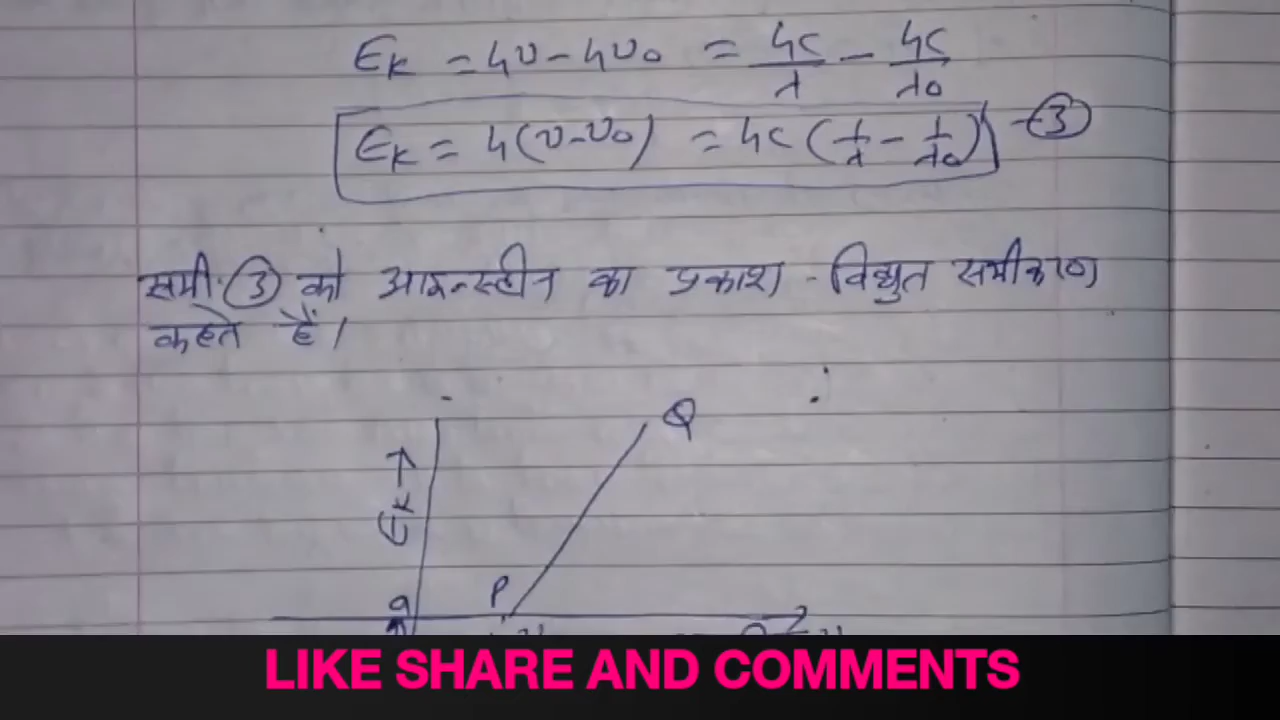 Eₖ = hν - hν₀ = hc/λ - hc/λ₀
Eₖ = h(ν-ν₀) = hc (1/λ - 1/λ₀) -③
समी. ③ को आइन्स्टीन का प्रकाश - विद्युत समीकरण
कहते हैं।
Q
Eₖ →
P
LIKE SHARE AND COMMENTS